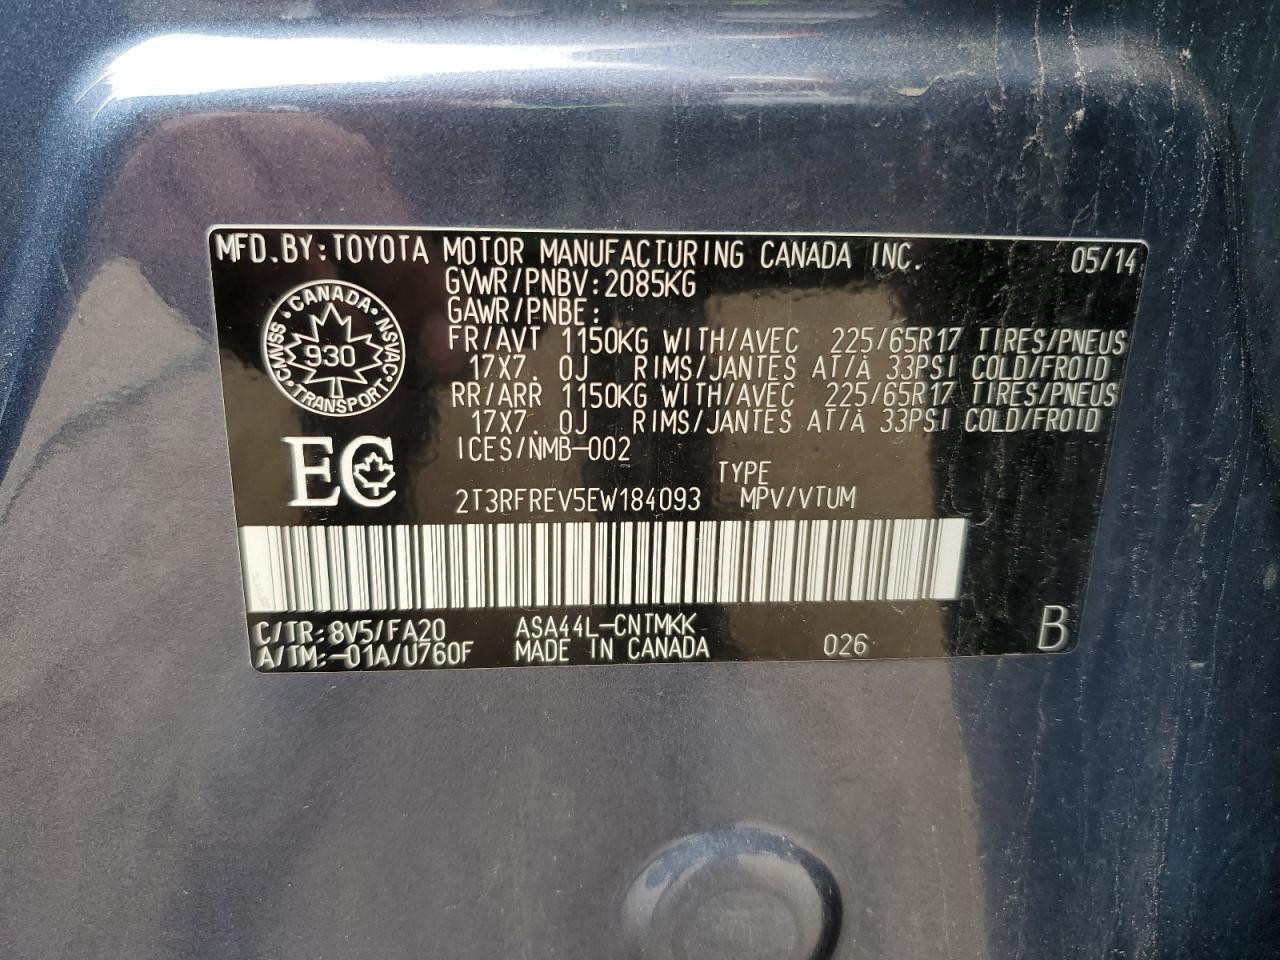 MFD.BY:TOYOTA MOTOR MANUFACTURING CANADA INC. 05/14
GVWR/PNBV:2085KG
GAWR/PNBE:
FR/AVT 1150KG WITH/AVEC 225/65R17 TIRES/PNEUS
17X7.0J RIMS/JANTES AT/À 33PSI COLD/FROID
RR/ARR 1150KG WITH/AVEC 225/65R17 TIRES/PNEUS
17X7.0J RIMS/JANTES AT/À 33PSI COLD/FROID
ICES/NMB-002
CANADA
CMVSS 930 NSVAC
TRANSPORT
EC
TYPE
2T3RFREV5EW184093 MPV/VTUM
C/TR:8V5/FA20 ASA44L-CNTMKK
A/TM:-01A/U760F MADE IN CANADA 026 B